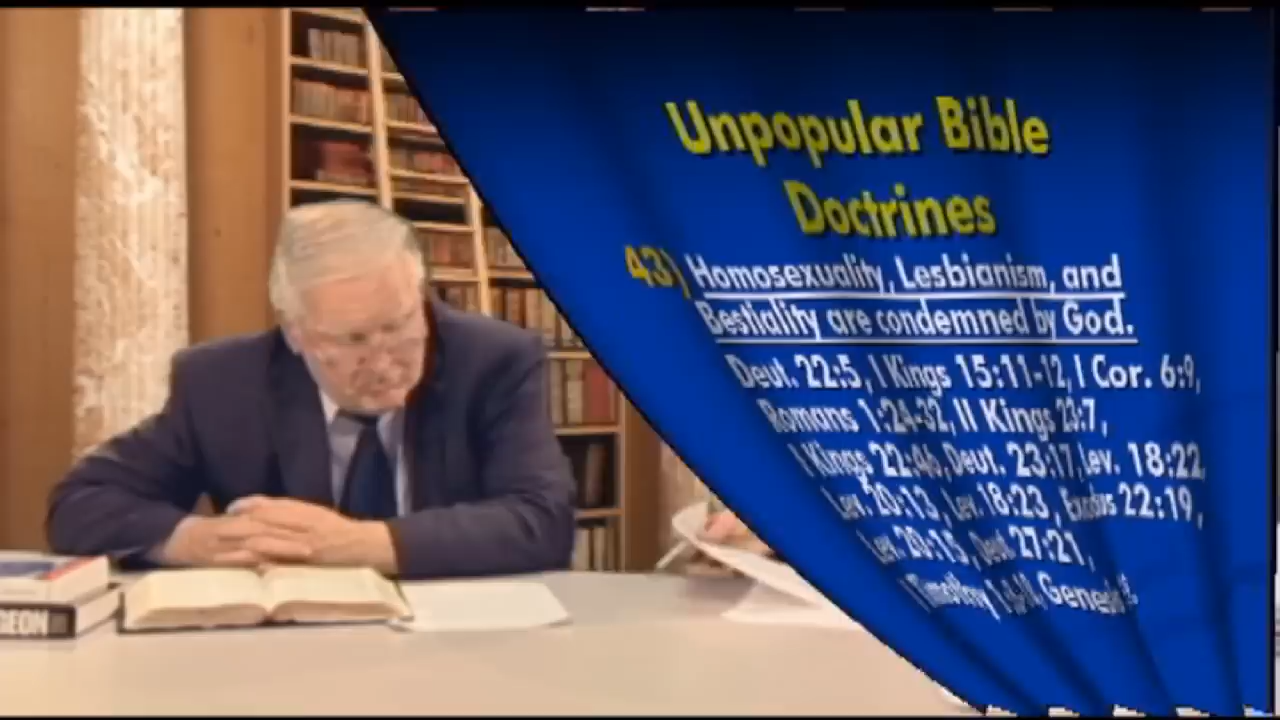 Unpopular Bible
Doctrines
43) Homosexuality, Lesbianism, and
Bestiality are condemned by God.
Deut. 22:5, I Kings 15:11-12, I Cor. 6:9,
Romans 1:24-32, II Kings 23:7,
I Kings 22:46, Deut. 23:17, Lev. 18:22
Lev. 20:13, Lev. 18:23, Exodus 22:19,
Lev. 20:15, Deut 27:21,
I Timothy
GEON